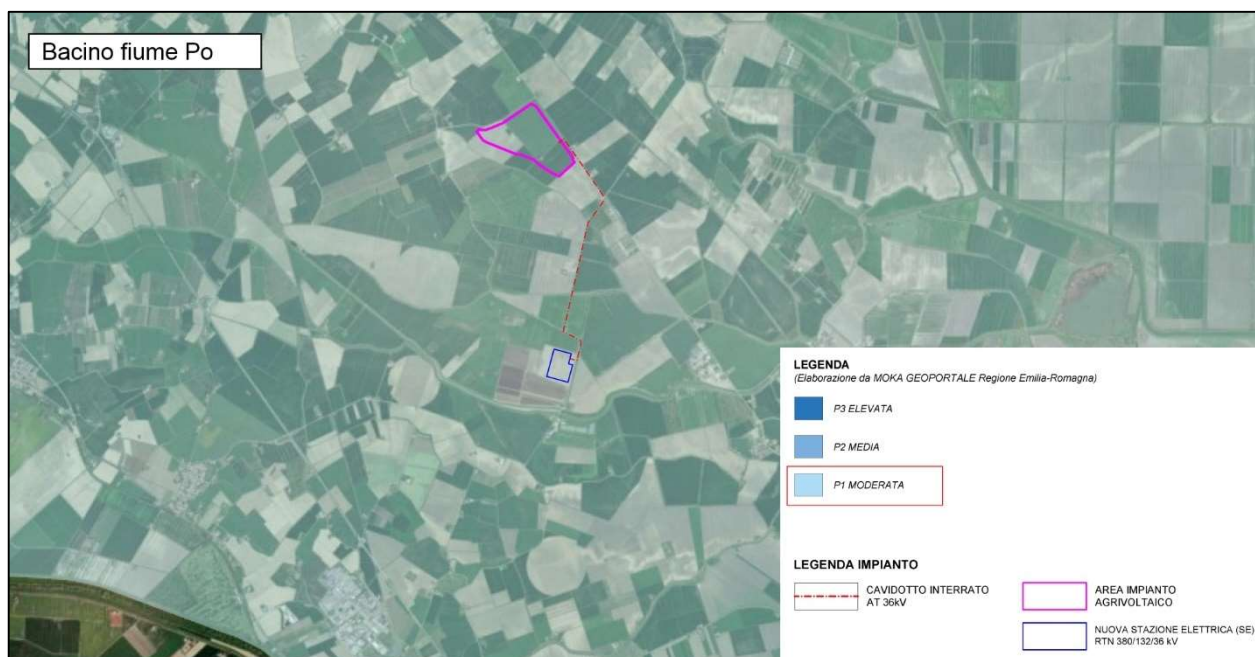 Bacino fiume Po
LEGENDA
(Elaborazione da MOKA GEOPORTALE Regione Emilia-Romagna)
P3 ELEVATA
P2 MEDIA
P1 MODERATA
LEGENDA IMPIANTO
CAVIDOTTO INTERRATO
AT 36kV
AREA IMPIANTO
AGRIVOLTAICO
NUOVA STAZIONE ELETTRICA (SE)
RTN 380/132/36 kV